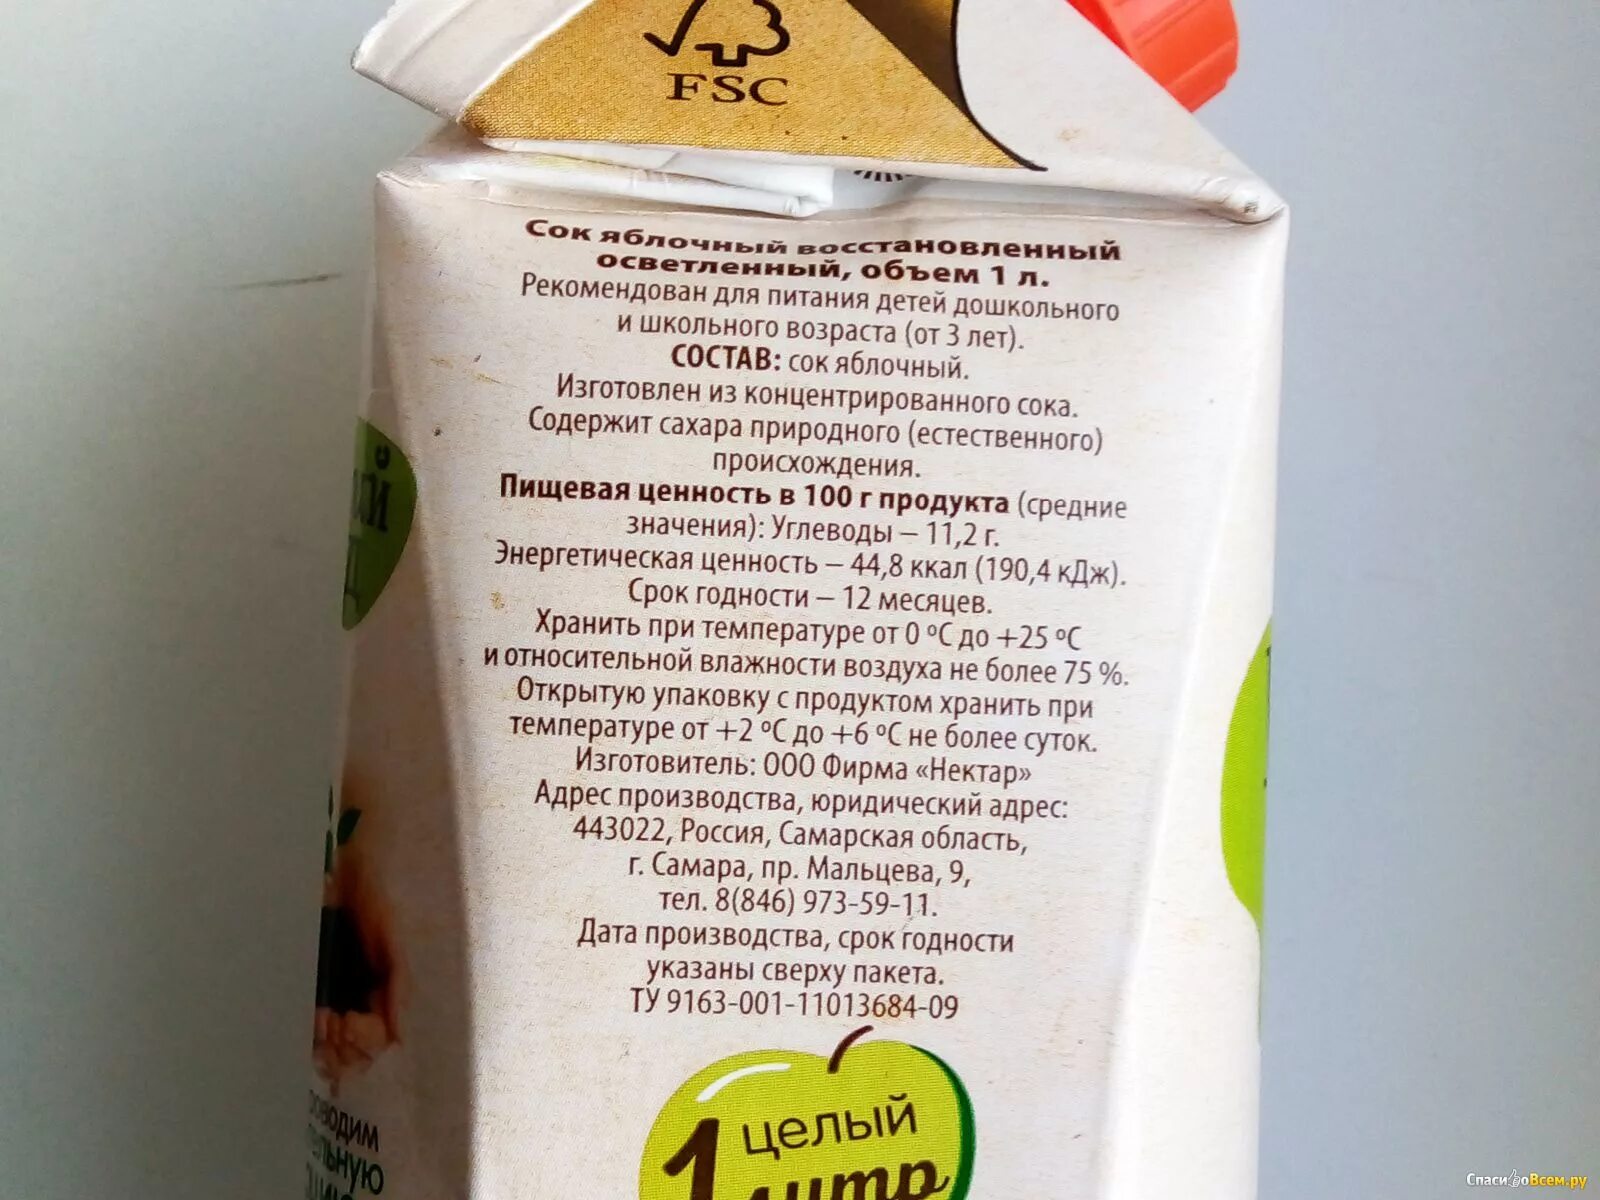 FSC
Сок яблочный восстановленный
осветленный, объем 1 л.
Рекомендован для питания детей дошкольного
и школьного возраста (от 3 лет).
СОСТАВ: сок яблочный.
Изготовлен из концентрированного сока.
Содержит сахара природного (естественного)
происхождения.
Пищевая ценность в 100 г продукта (средние
значения): Углеводы – 11,2 г.
Энергетическая ценность – 44,8 ккал (190,4 кДж).
Срок годности – 12 месяцев.
Хранить при температуре от 0 ºС до +25 ºС
и относительной влажности воздуха не более 75 %.
Открытую упаковку с продуктом хранить при
температуре от +2 ºС до +6 ºС не более суток.
Изготовитель: ООО Фирма «Нектар»
Адрес производства, юридический адрес:
443022, Россия, Самарская область,
г. Самара, пр. Мальцева, 9,
тел. 8(846) 973-59-11.
Дата производства, срок годности
указаны сверху пакета.
ТУ 9163-001-11013684-09
1 целый
литр
СпасибоВсем.ру